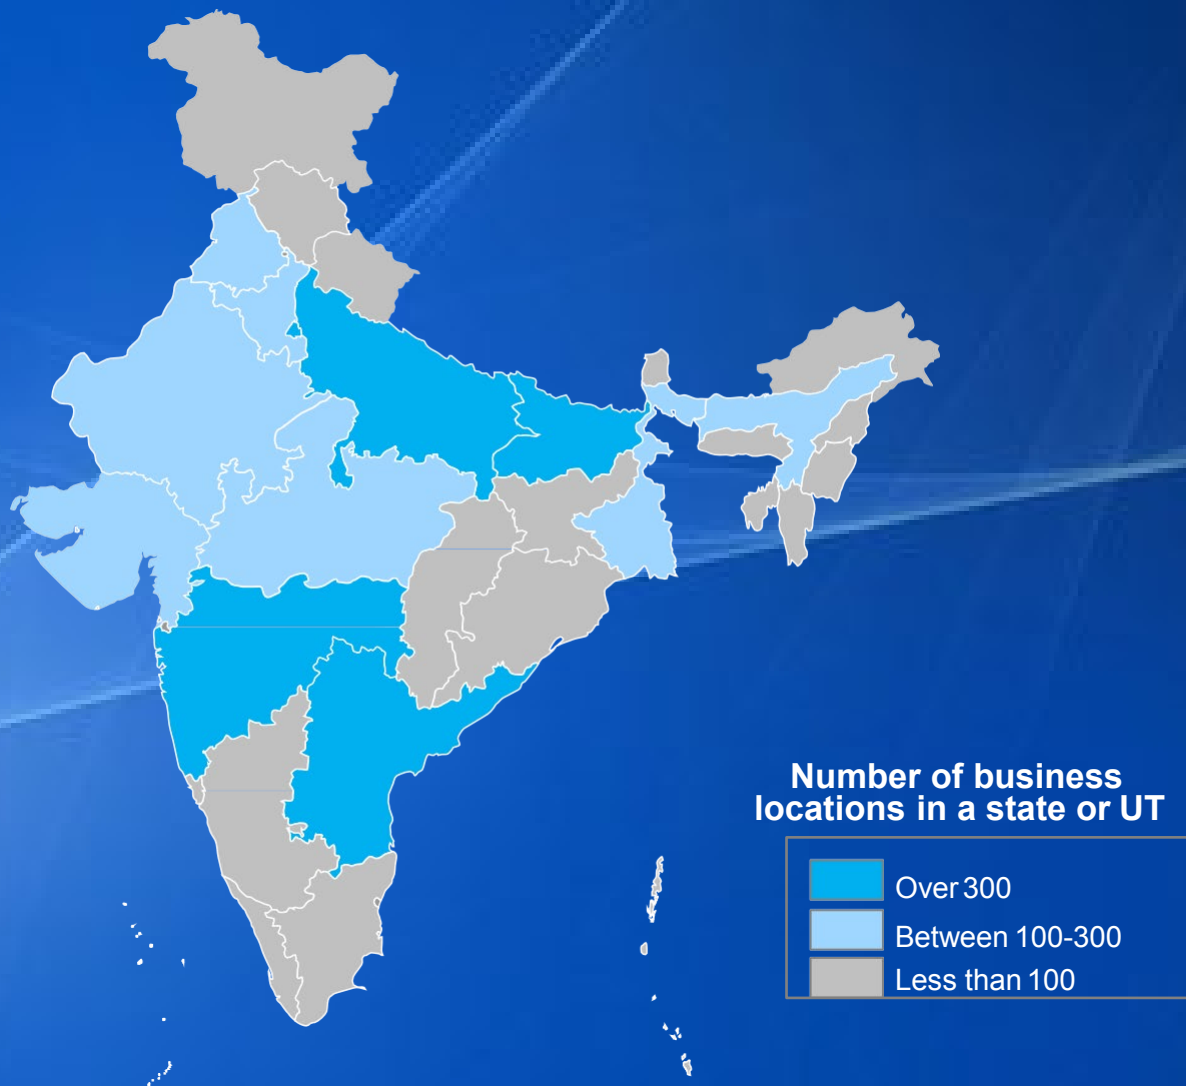 Number of business
locations in a state or UT
Over 300
Between 100-300
Less than 100